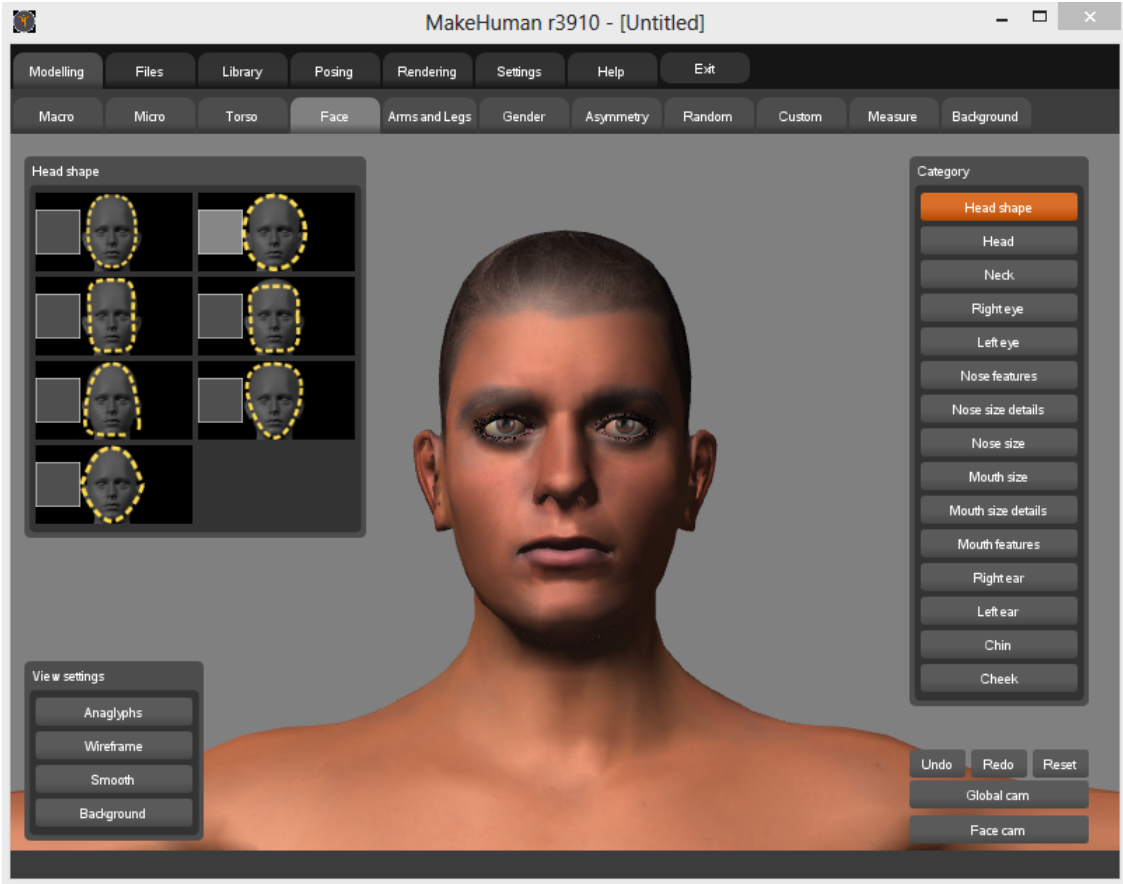 MakeHuman r3910 - [Untitled]
Modelling Files Library Posing Rendering Settings Help Exit
Macro Micro Torso Face Arms and Legs Gender Asymmetry Random Custom Measure Background
Head shape
Category
Head shape
Head
Neck
Right eye
Left eye
Nose features
Nose size details
Nose size
Mouth size
Mouth size details
Mouth features
Right ear
Left ear
Chin
Cheek
View settings
Anaglyphs
Wireframe
Smooth
Background
Undo Redo Reset
Global cam
Face cam